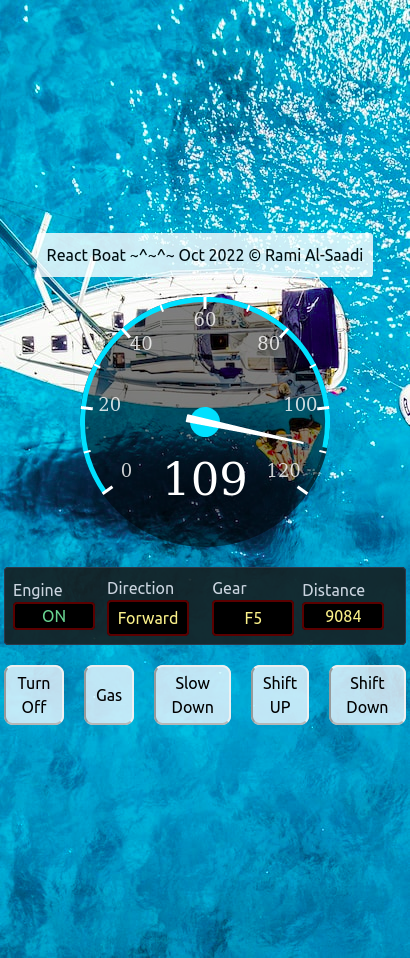 React Boat ~^~^~ Oct 2022 © Rami Al-Saadi
60
40
80
20
100
0
109
120
Engine
Direction
Gear
Distance
ON
Forward
F5
9084
Turn Off
Gas
Slow Down
Shift UP
Shift Down